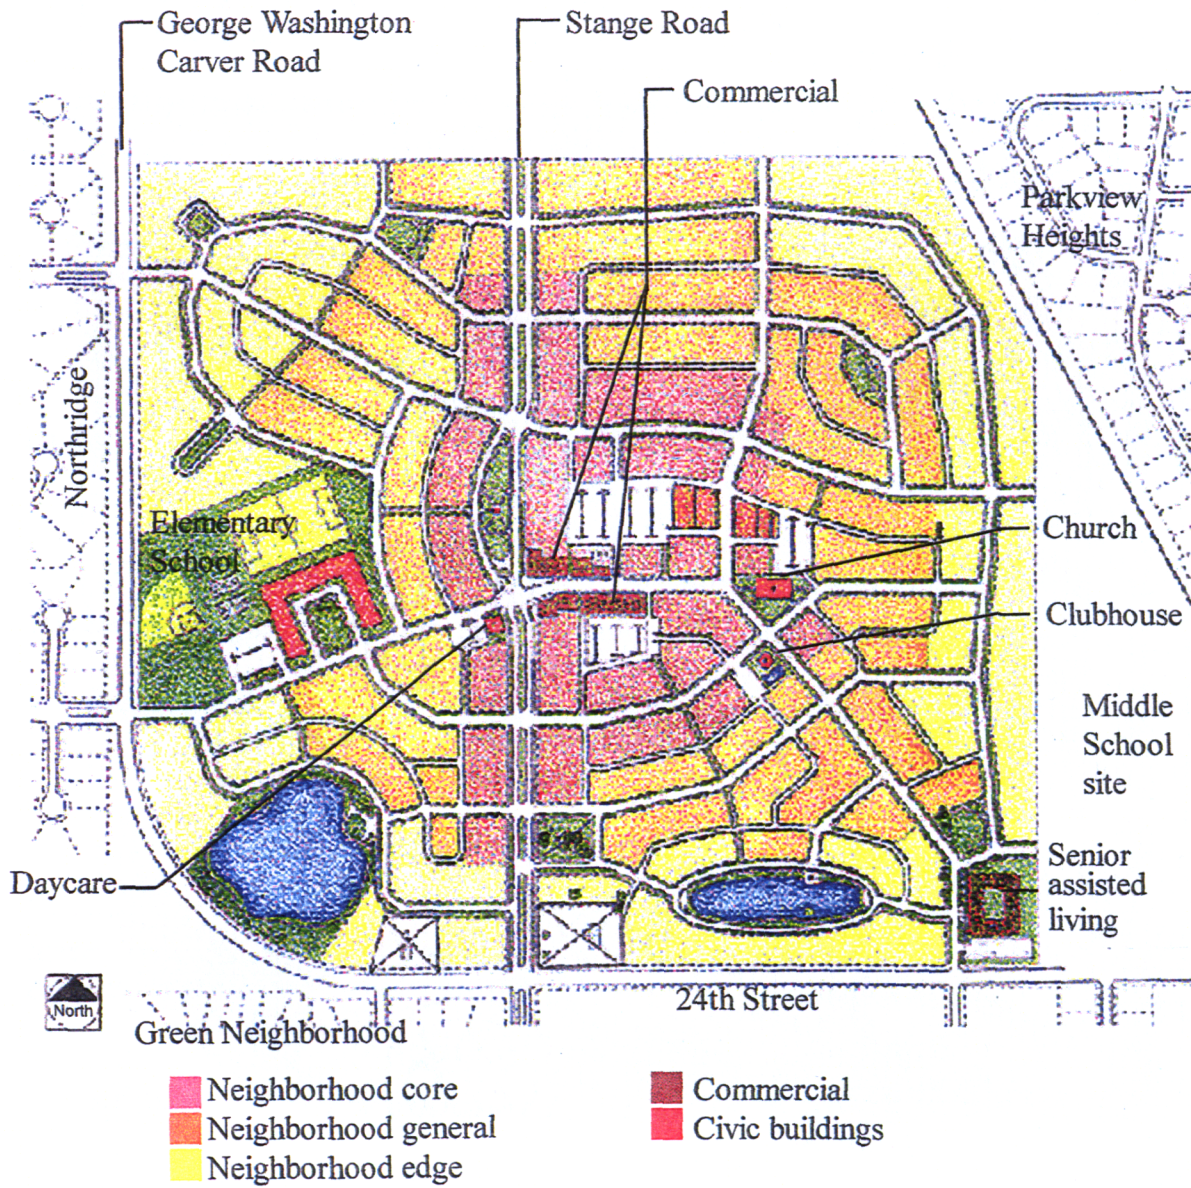 George Washington
Carver Road
Stange Road
Commercial
Parkview
Heights
Northridge
Elementary
School
Church
Clubhouse
Middle
School
site
Daycare
Senior
assisted
living
North
24th Street
Green Neighborhood
Neighborhood core
Neighborhood general
Neighborhood edge
Commercial
Civic buildings